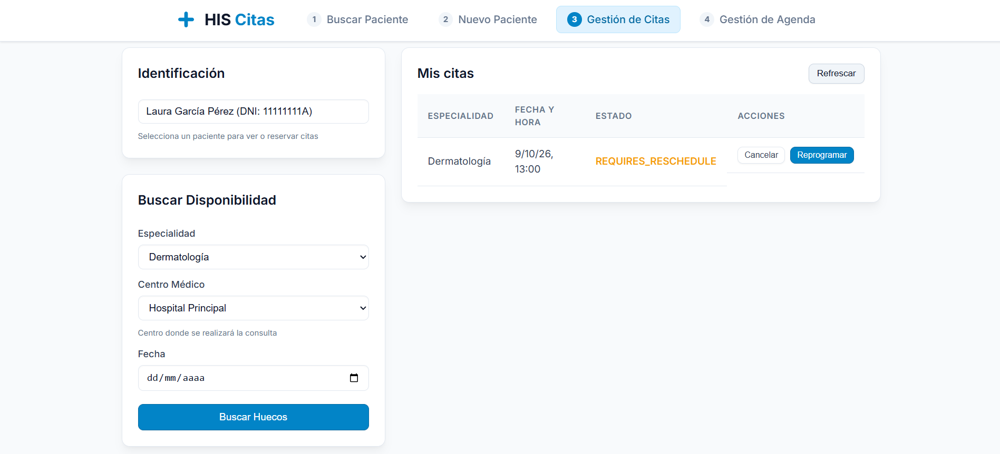 HIS Citas
1 Buscar Paciente
2 Nuevo Paciente
3 Gestión de Citas
4 Gestión de Agenda
Identificación
Laura García Pérez (DNI: 11111111A)
Selecciona un paciente para ver o reservar citas
Buscar Disponibilidad
Especialidad
Dermatología
Centro Médico
Hospital Principal
Centro donde se realizará la consulta
Fecha
dd/mm/aaaa
Buscar Huecos
Mis citas
Refrescar
ESPECIALIDAD
FECHA Y
HORA
ESTADO
ACCIONES
Dermatología
9/10/26,
13:00
REQUIRES_RESCHEDULE
Cancelar
Reprogramar